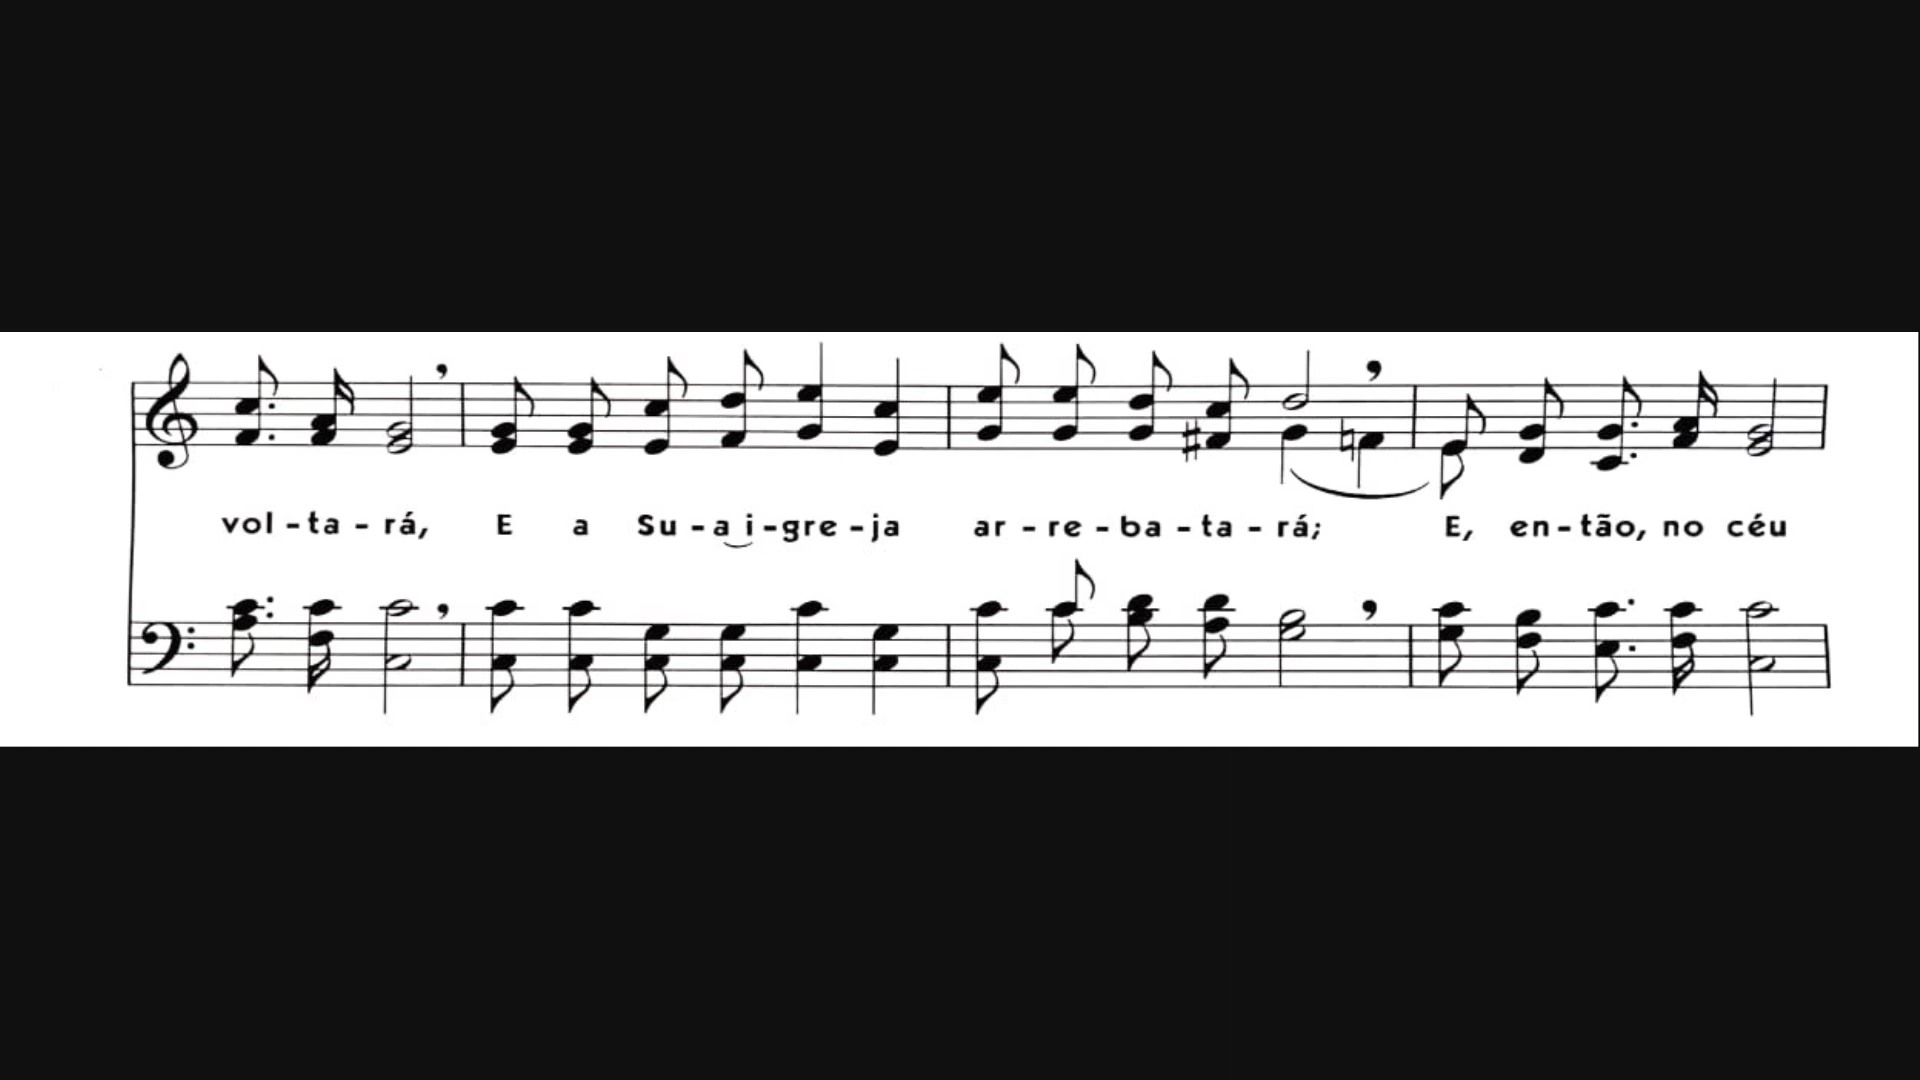 vol - ta - rá, E a Su - a i - gre - ja ar - re - ba - ta - rá; E, en - tão, no céu